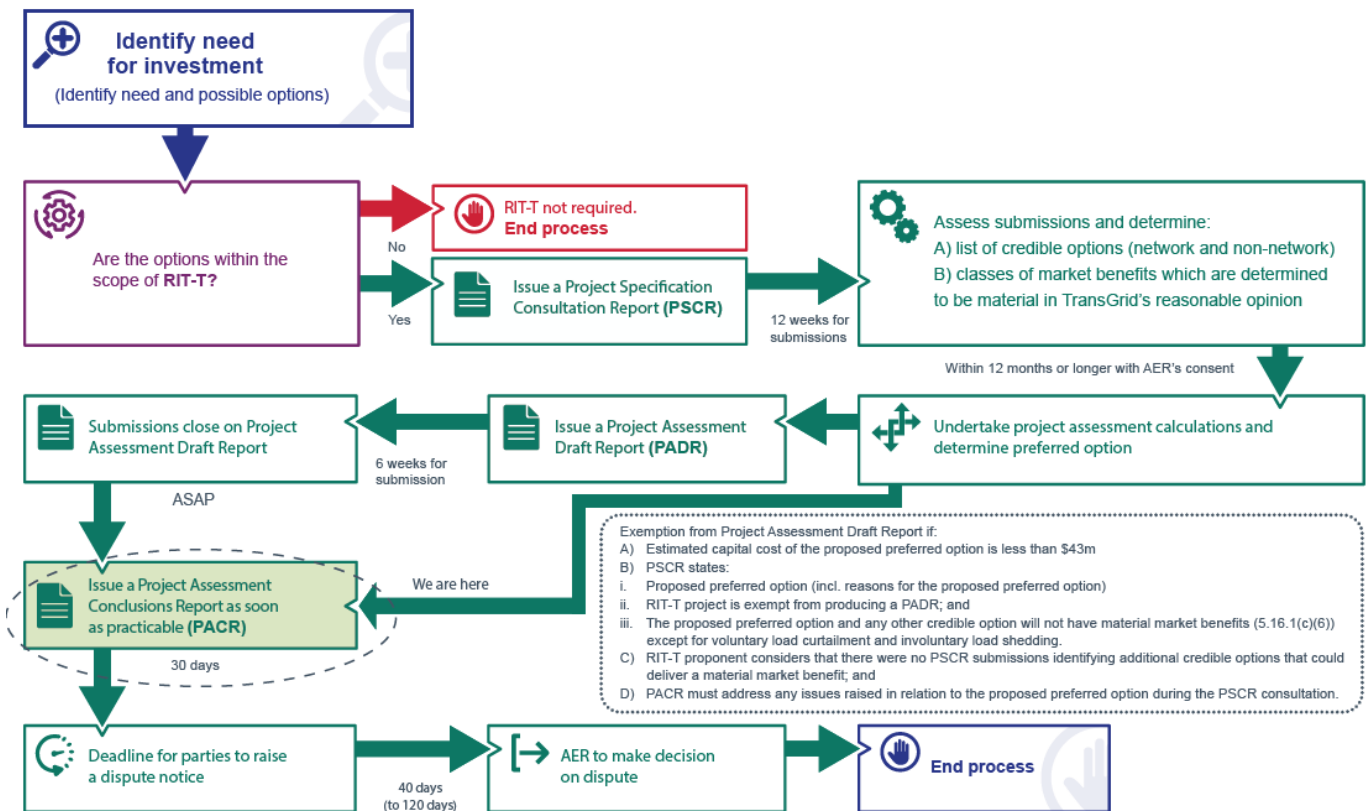 Identify need
for investment
(Identify need and possible options)
Are the options within the
scope of RIT-T?
No
Yes
RIT-T not required.
End process
Issue a Project Specification
Consultation Report (PSCR)
12 weeks for
submissions
Assess submissions and determine:
A) list of credible options (network and non-network)
B) classes of market benefits which are determined
to be material in TransGrid's reasonable opinion
Within 12 months or longer with AER's consent
Undertake project assessment calculations and
determine preferred option
Issue a Project Assessment
Draft Report (PADR)
6 weeks for
submission
Submissions close on Project
Assessment Draft Report
ASAP
Issue a Project Assessment
Conclusions Report as soon
as practicable (PACR)
We are here
30 days
Exemption from Project Assessment Draft Report if:
A) Estimated capital cost of the proposed preferred option is less than $43m
B) PSCR states:
i. Proposed preferred option (incl. reasons for the proposed preferred option)
ii. RIT-T project is exempt from producing a PADR; and
iii. The proposed preferred option and any other credible option will not have material market benefits (5.16.1(c)(6))
except for voluntary load curtailment and involuntary load shedding.
C) RIT-T proponent considers that there were no PSCR submissions identifying additional credible options that could
deliver a material market benefit; and
D) PACR must address any issues raised in relation to the proposed preferred option during the PSCR consultation.
Deadline for parties to raise
a dispute notice
40 days
(to 120 days)
AER to make decision
on dispute
End process